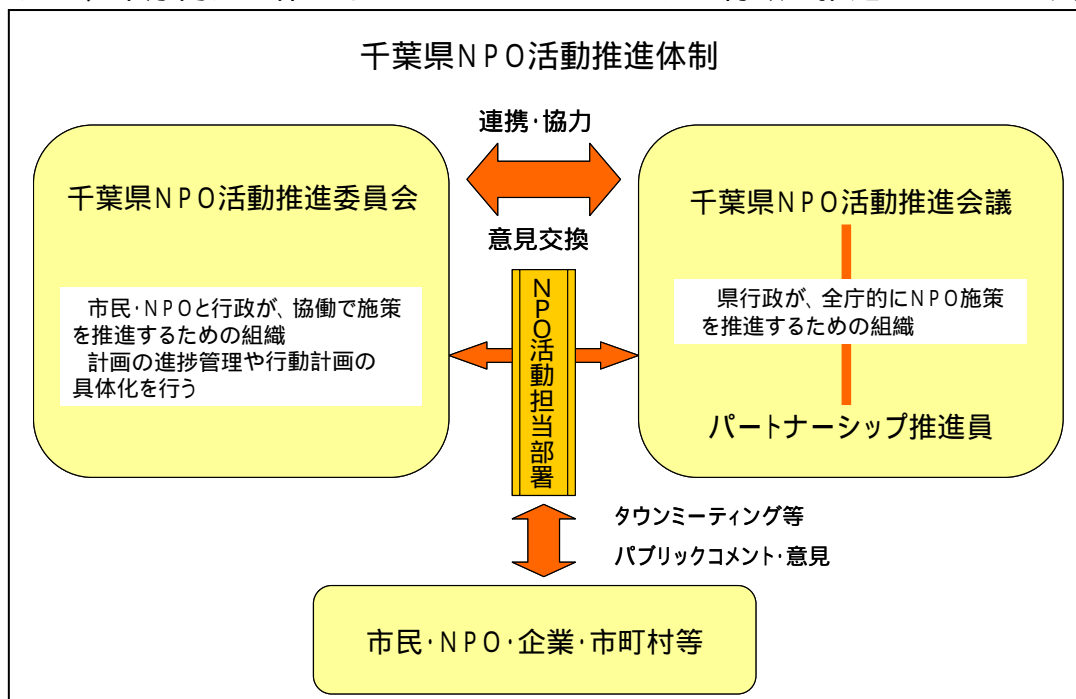 千葉県NPO活動推進体制
連携・協力
千葉県NPO活動推進委員会
千葉県NPO活動推進会議
意見交換
市民・NPOと行政が、協働で施策
を推進するための組織
計画の進捗管理や行動計画の
具体化を行う
NPO活動担当部署
県行政が、全庁的にNPO施策
を推進するための組織
パートナーシップ推進員
タウンミーティング等
パブリックコメント・意見
市民・NPO・企業・市町村等